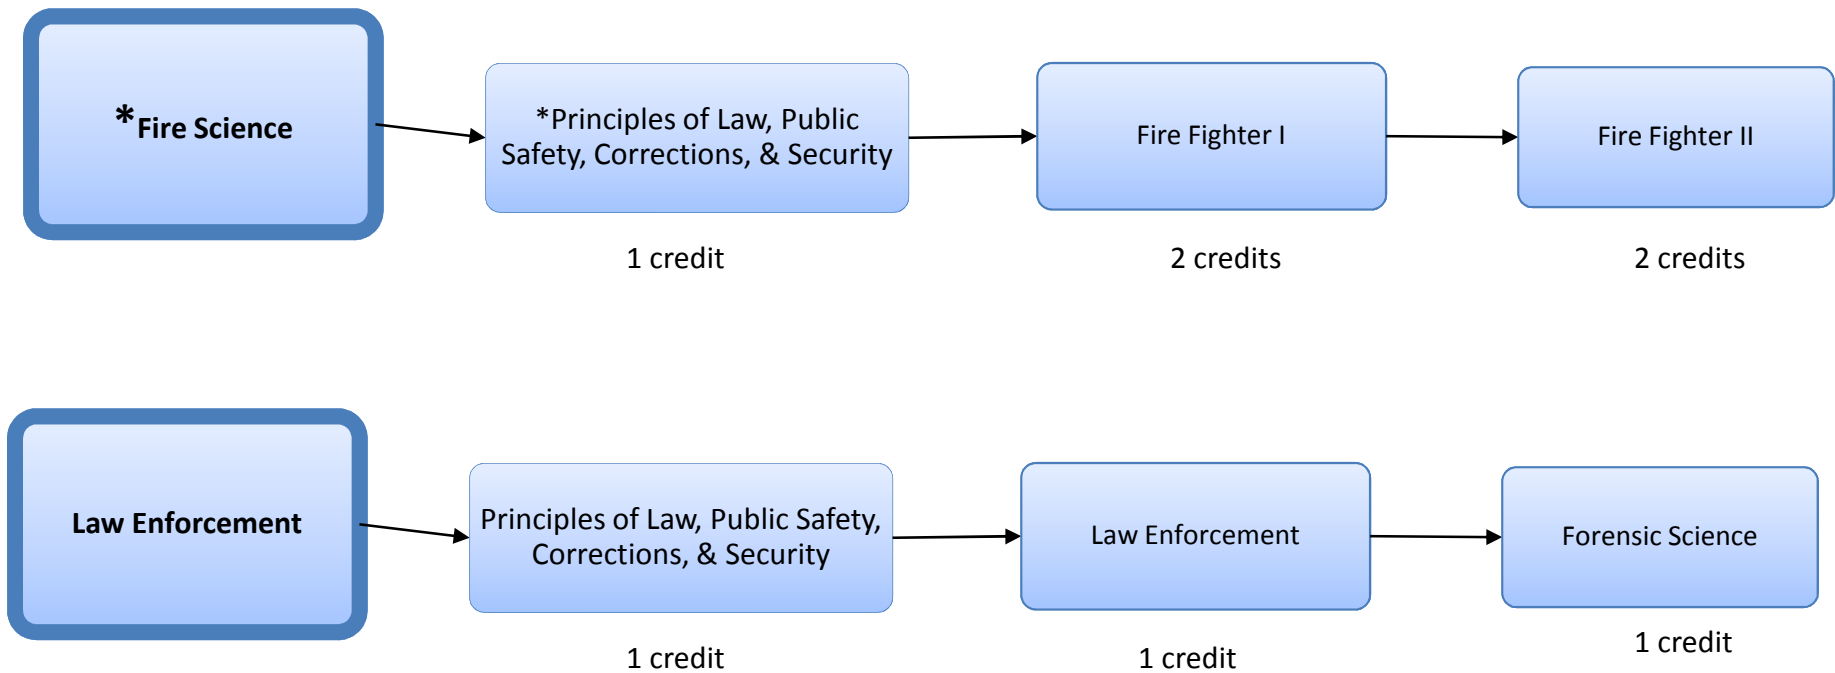 *Fire Science
*Principles of Law, Public
Safety, Corrections, & Security
Fire Fighter I
Fire Fighter II
1 credit
2 credits
2 credits
Law Enforcement
Principles of Law, Public Safety,
Corrections, & Security
Law Enforcement
Forensic Science
1 credit
1 credit
1 credit